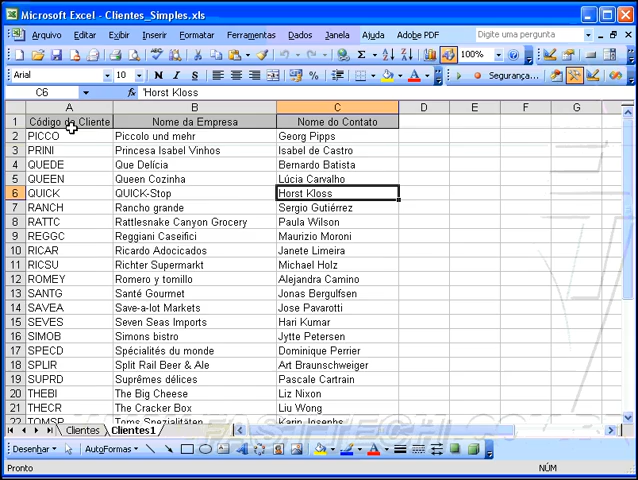 Microsoft Excel - Clientes_Simples.xls
Arquivo Editar Exibir Inserir Formatar Ferramentas Dados Janela Ajuda Adobe PDF Digite uma pergunta
100%
Arial 10 Segurança...
C6 fx 'Horst Kloss
A B C D E F G
1 Código do Cliente Nome da Empresa Nome do Contato
2 PICCO Piccolo und mehr Georg Pipps
3 PRINI Princesa Isabel Vinhos Isabel de Castro
4 QUEDE Que Delícia Bernardo Batista
5 QUEEN Queen Cozinha Lúcia Carvalho
6 QUICK QUICK-Stop Horst Kloss
7 RANCH Rancho grande Sergio Gutiérrez
8 RATTC Rattlesnake Canyon Grocery Paula Wilson
9 REGGC Reggiani Caseifici Maurizio Moroni
10 RICAR Ricardo Adocicados Janete Limeira
11 RICSU Richter Supermarkt Michael Holz
12 ROMEY Romero y tomillo Alejandra Camino
13 SANTG Santé Gourmet Jonas Bergulfsen
14 SAVEA Save-a-lot Markets Jose Pavarotti
15 SEVES Seven Seas Imports Hari Kumar
16 SIMOB Simons bistro Jytte Petersen
17 SPECD Spécialités du monde Dominique Perrier
18 SPLIR Split Rail Beer & Ale Art Braunschweiger
19 SUPRD Suprêmes délices Pascale Cartrain
20 THEBI The Big Cheese Liz Nixon
21 THECR The Cracker Box Liu Wong
22 TOMSP Toms Spezialitäten Karin Josephs
Clientes Clientes1
Desenhar AutoFormas
Pronto NÚM